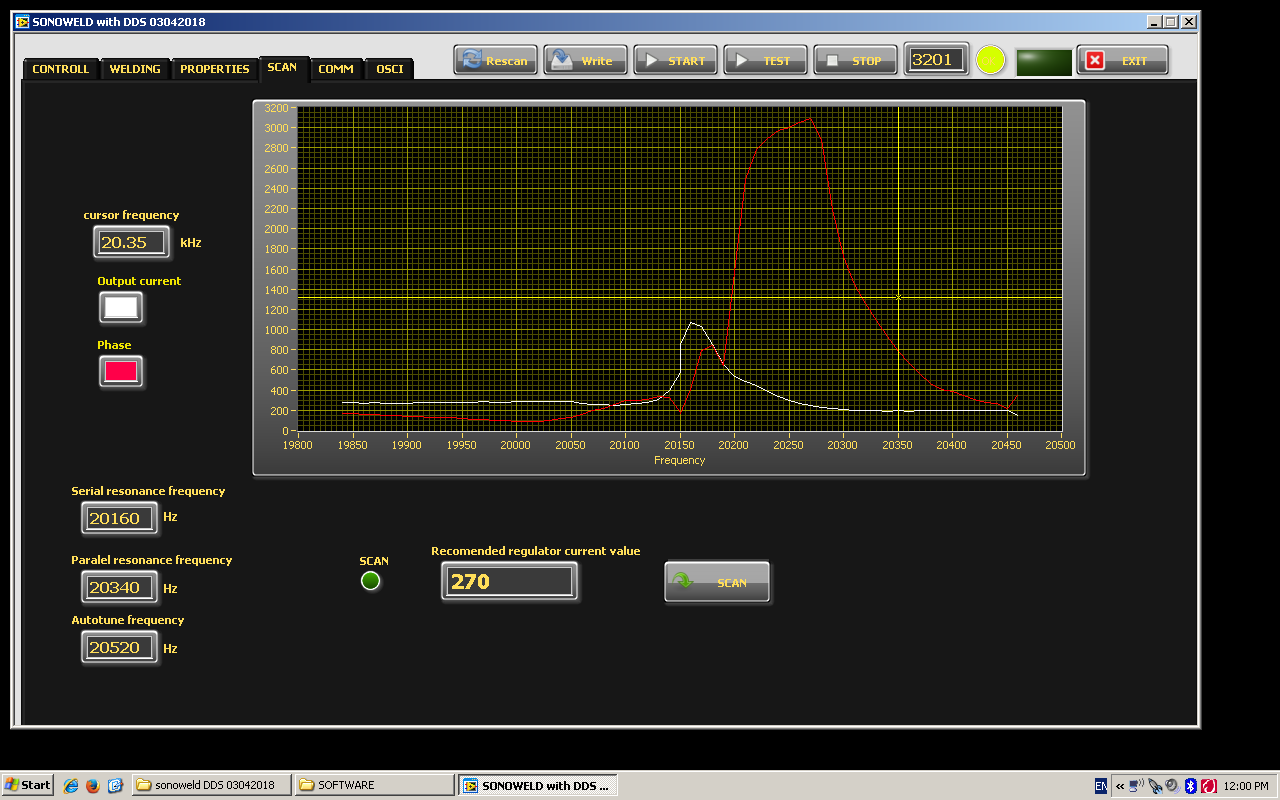 SONOWELD with DDS 03042018
CONTROLL WELDING PROPERTIES SCAN COMM OSCI
Rescan Write START TEST STOP 3201 EXIT
3200
3000
2800
2600
2400
2200
2000
1800
1600
1400
1200
1000
800
600
400
200
0
19800 19850 19900 19950 20000 20050 20100 20150 20200 20250 20300 20350 20400 20450 20500
Frequency
cursor frequency
20.35 kHz
Output current
Phase
Serial resonance frequency
20160 Hz
Paralel resonance frequency
20340 Hz
Autotune frequency
20520 Hz
SCAN
Recomended regulator current value
270
SCAN
Start sonoweld DDS 03042018 SOFTWARE SONOWELD with DDS ... EN « 12:00 PM